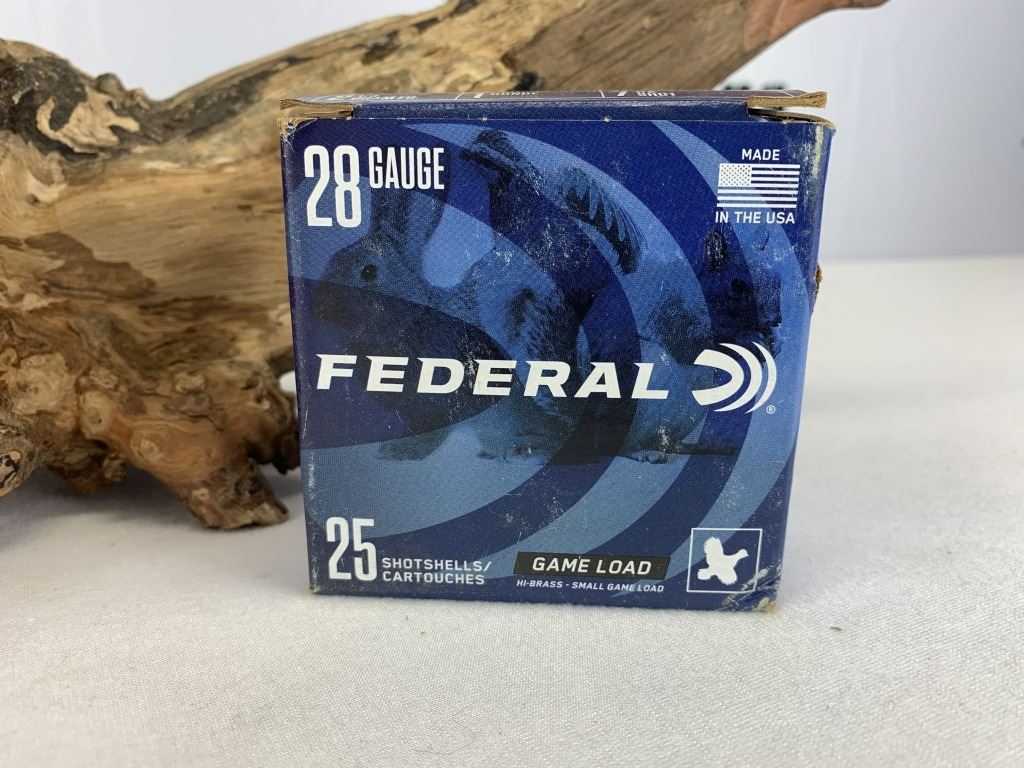 28 GAUGE
MADE
IN THE USA
FEDERAL
®
25 SHOTSHELLS/
CARTOUCHES
GAME LOAD
HI-BRASS - SMALL GAME LOAD